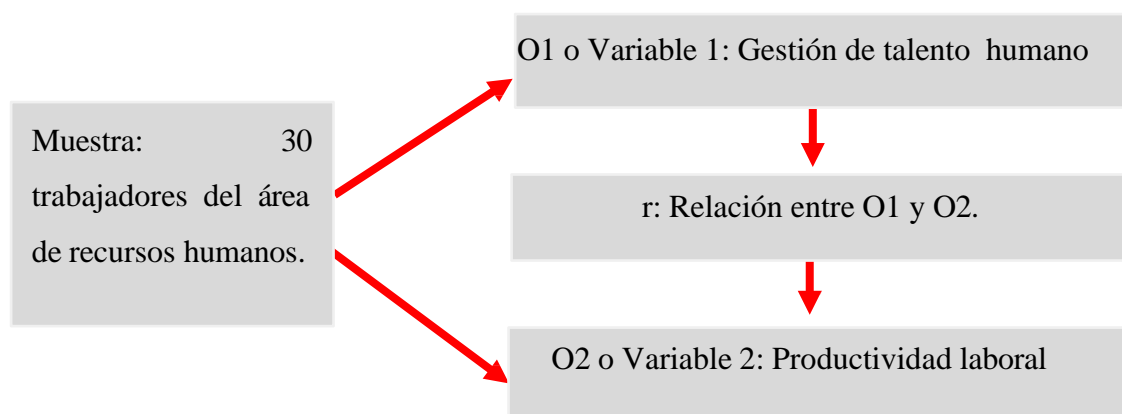 O1 o Variable 1: Gestión de talento humano
Muestra: 30
trabajadores del área
de recursos humanos.
r: Relación entre O1 y O2.
O2 o Variable 2: Productividad laboral